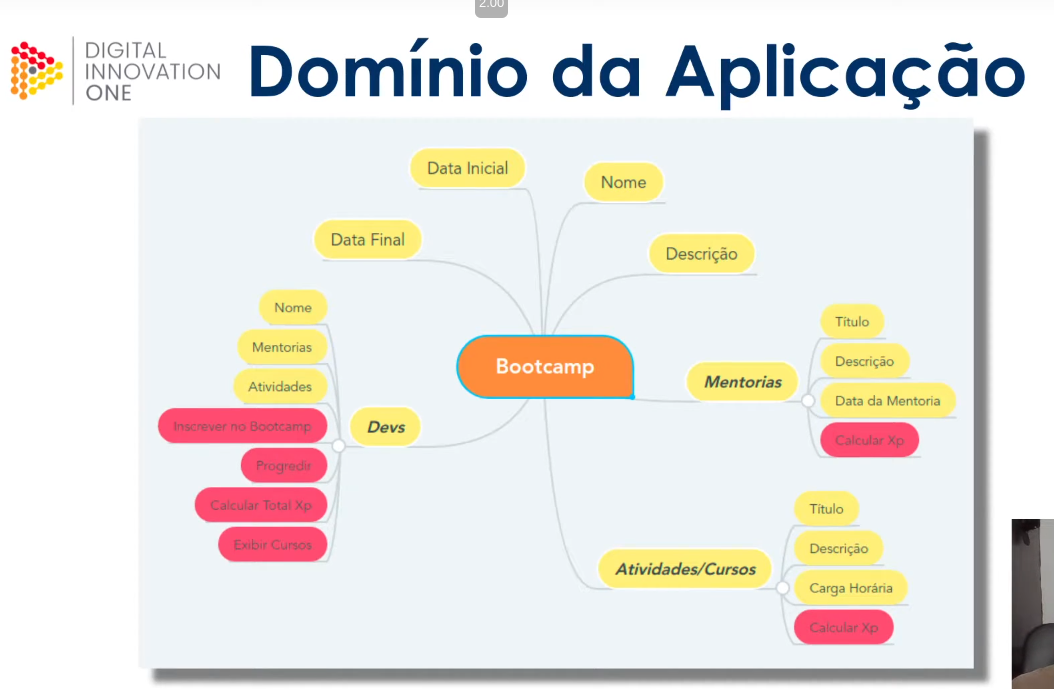 2.00
DIGITAL
INNOVATION
ONE
Domínio da Aplicação
Data Inicial
Nome
Data Final
Descrição
Bootcamp
Nome
Mentorias
Atividades
Inscrever no Bootcamp
Progredir
Calcular Total Xp
Exibir Cursos
Devs
Mentorias
Título
Descrição
Data da Mentoria
Calcular Xp
Atividades/Cursos
Título
Descrição
Carga Horária
Calcular Xp